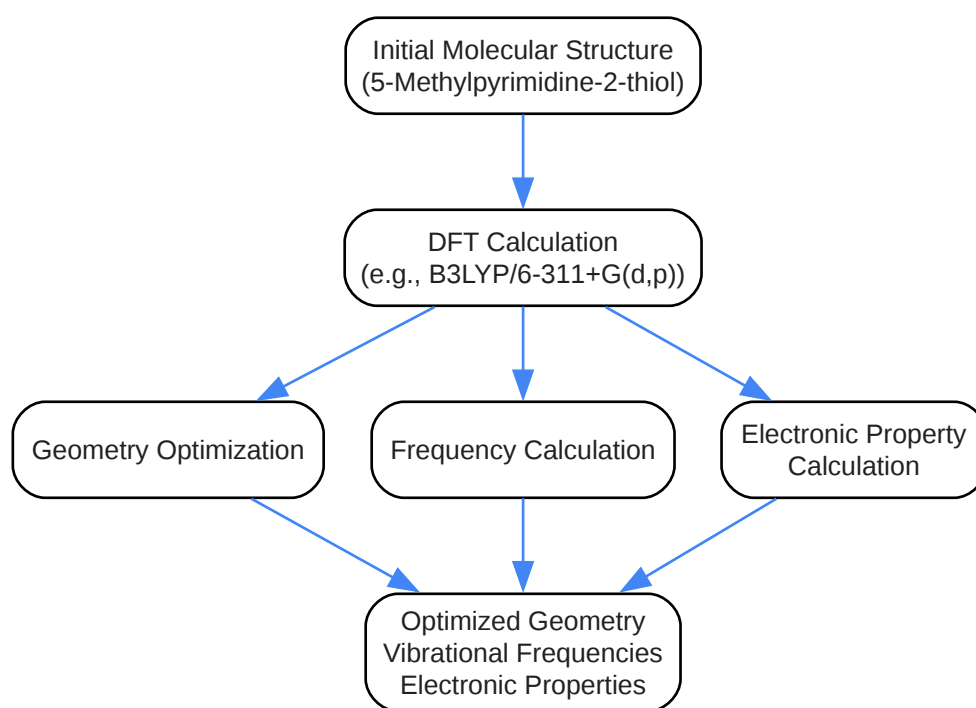 Initial Molecular Structure
(5-Methylpyrimidine-2-thiol)
DFT Calculation
(e.g., B3LYP/6-311+G(d,p))
Geometry Optimization
Frequency Calculation
Electronic Property
Calculation
Optimized Geometry
Vibrational Frequencies
Electronic Properties